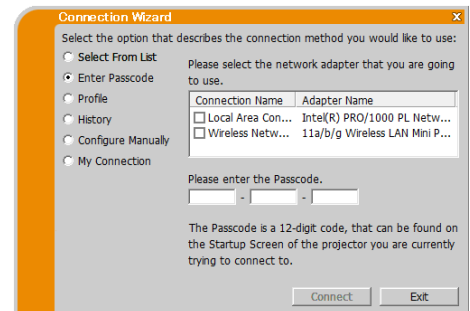 Connection Wizard
x
Select the option that describes the connection method you would like to use:
Select From List
Enter Passcode
Profile
History
Configure Manually
My Connection
Please select the network adapter that you are going
to use.
Connection Name Adapter Name
Local Area Con... Intel(R) PRO/1000 PL Netw...
Wireless Netw... 11a/b/g Wireless LAN Mini P...
Please enter the Passcode.
- -
The Passcode is a 12-digit code, that can be found on
the Startup Screen of the projector you are currently
trying to connect to.
Connect Exit